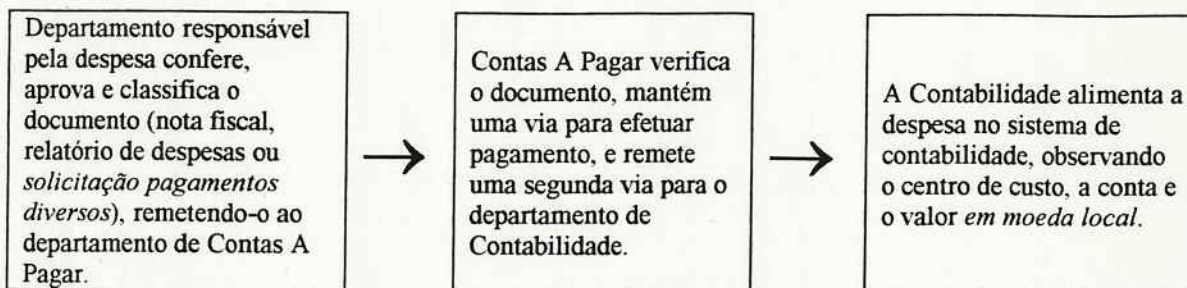 Departamento responsável
pela despesa confere,
aprova e classifica o
documento (nota fiscal,
relatório de despesas ou
solicitação pagamentos
diversos), remetendo-o ao
departamento de Contas A
Pagar.
Contas A Pagar verifica
o documento, mantém
uma via para efetuar
pagamento, e remete
uma segunda via para o
departamento de
Contabilidade.
A Contabilidade alimenta a
despesa no sistema de
contabilidade, observando
o centro de custo, a conta e
o valor em moeda local.